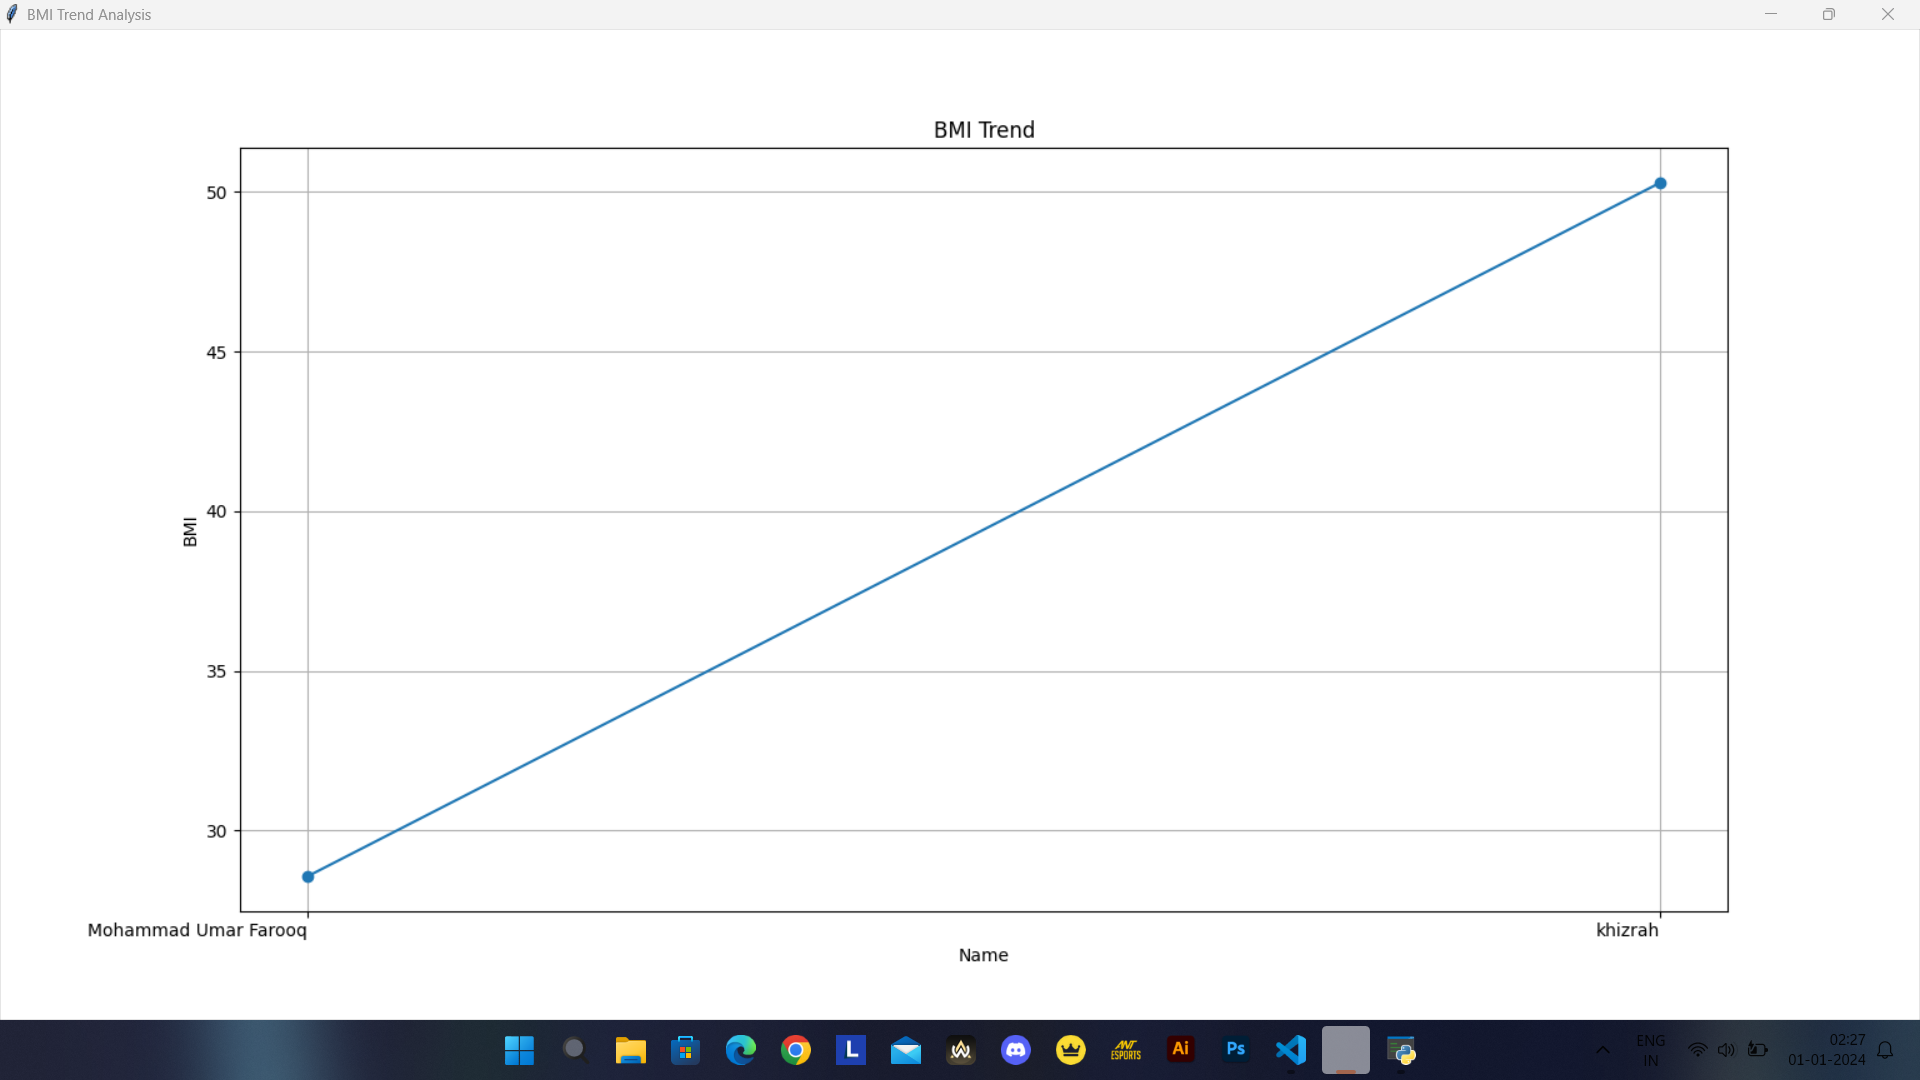 BMI Trend Analysis
BMI Trend
50
45
40
35
30
BMI
Mohammad Umar Farooq
khizrah
Name
L
ANT
ESPORTS
Ai
Ps
ENG
IN
02:27
01-01-2024